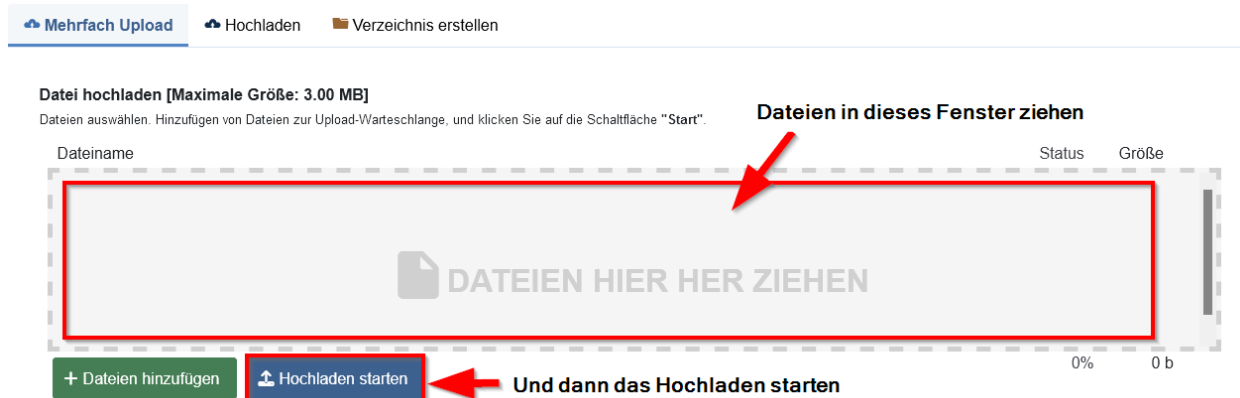 Mehrfach Upload Hochladen Verzeichnis erstellen
Datei hochladen [Maximale Größe: 3.00 MB]
Dateien in dieses Fenster ziehen
Dateien auswählen. Hinzufügen von Dateien zur Upload-Warteschlange, und klicken Sie auf die Schaltfläche "Start".
Dateiname Status Größe
DATEIEN HIER HER ZIEHEN
0% 0 b
+ Dateien hinzufügen Hochladen starten Und dann das Hochladen starten